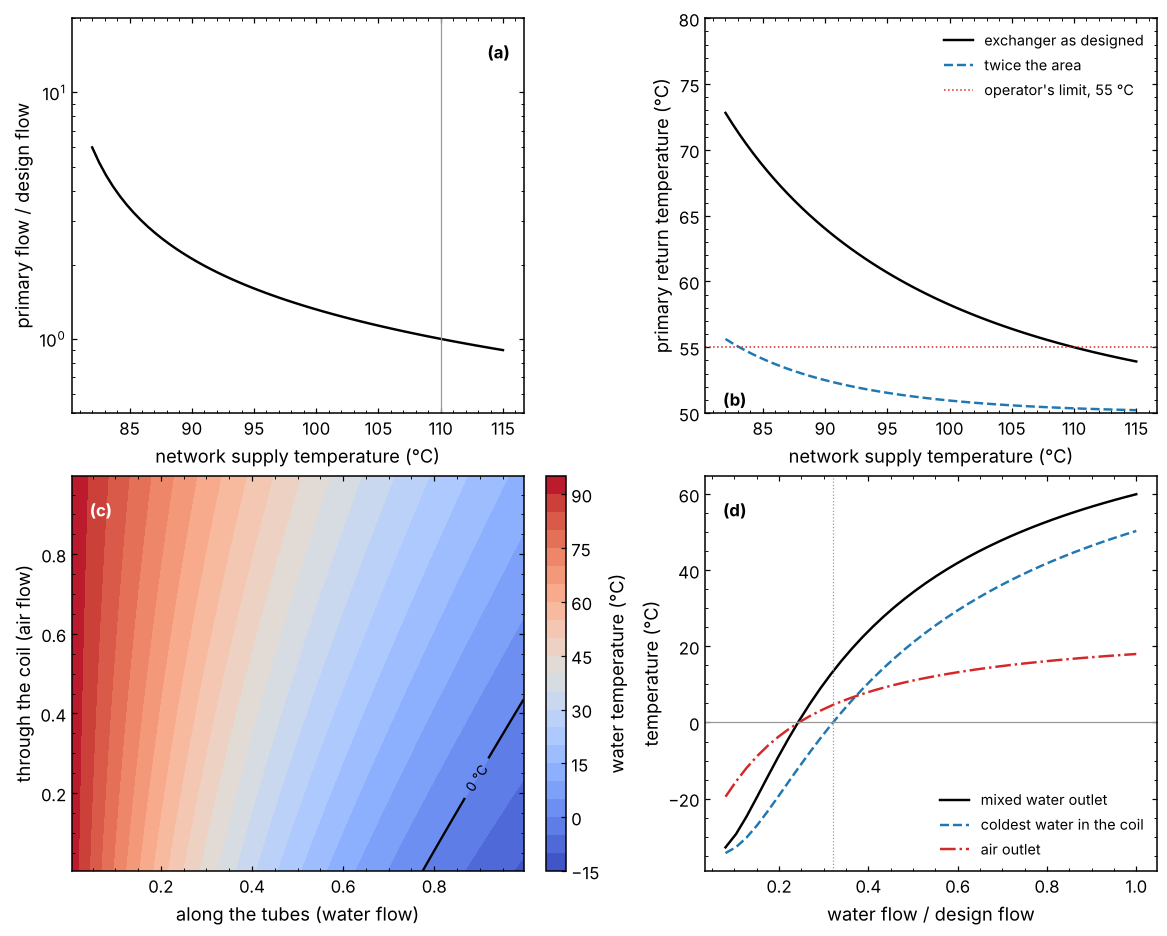 (a)
10¹
10⁰
primary flow / design flow
85 90 95 100 105 110 115
network supply temperature (°C)
80
75
70
65
60
55
50
primary return temperature (°C)
exchanger as designed
twice the area
operator's limit, 55 °C
(b)
85 90 95 100 105 110 115
network supply temperature (°C)
(c)
0.8
0.6
0.4
0.2
through the coil (air flow)
0 °C
0.2 0.4 0.6 0.8
along the tubes (water flow)
90
75
60
45
30
15
0
−15
water temperature (°C)
(d)
60
40
20
0
−20
temperature (°C)
mixed water outlet
coldest water in the coil
air outlet
0.2 0.4 0.6 0.8 1.0
water flow / design flow